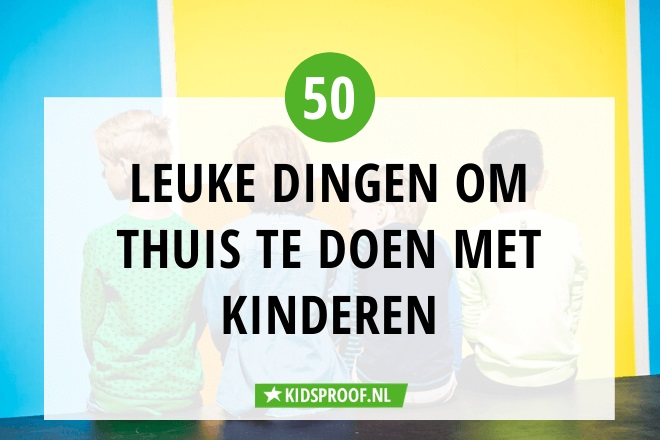 50
LEUKE DINGEN OM
THUIS TE DOEN MET
KINDEREN
KIDSPROOF.NL